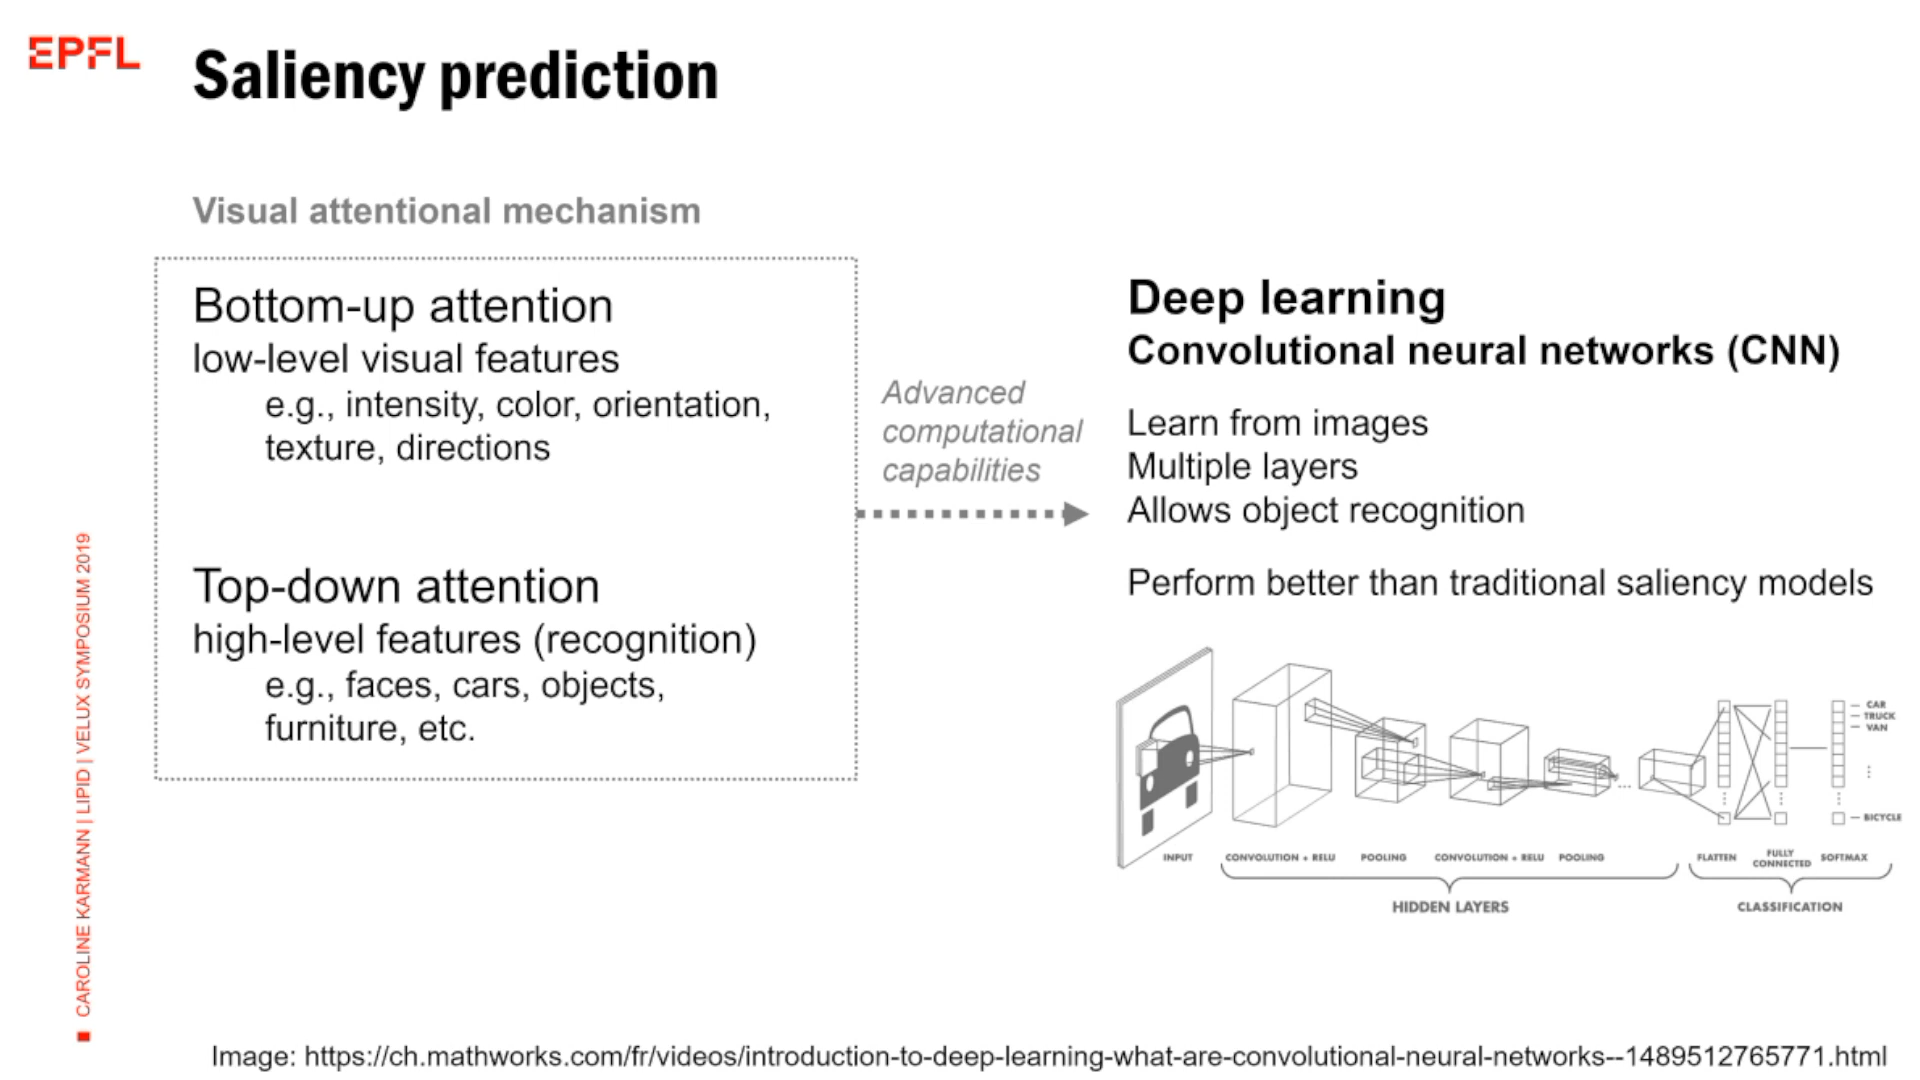 EPFL
Saliency prediction
Visual attentional mechanism
Bottom-up attention
low-level visual features
e.g., intensity, color, orientation,
texture, directions
Top-down attention
high-level features (recognition)
e.g., faces, cars, objects,
furniture, etc.
Advanced
computational
capabilities
Deep learning
Convolutional neural networks (CNN)
Learn from images
Multiple layers
Allows object recognition
Perform better than traditional saliency models
CAR
TRUCK
VAN
BICYCLE
INPUT CONVOLUTION + RELU POOLING CONVOLUTION + RELU POOLING FLATTEN FULLY CONNECTED SOFTMAX
HIDDEN LAYERS CLASSIFICATION
CAROLINE KARMANN | LIPID | VELUX SYMPOSIUM 2019
Image: https://ch.mathworks.com/fr/videos/introduction-to-deep-learning-what-are-convolutional-neural-networks--1489512765771.html